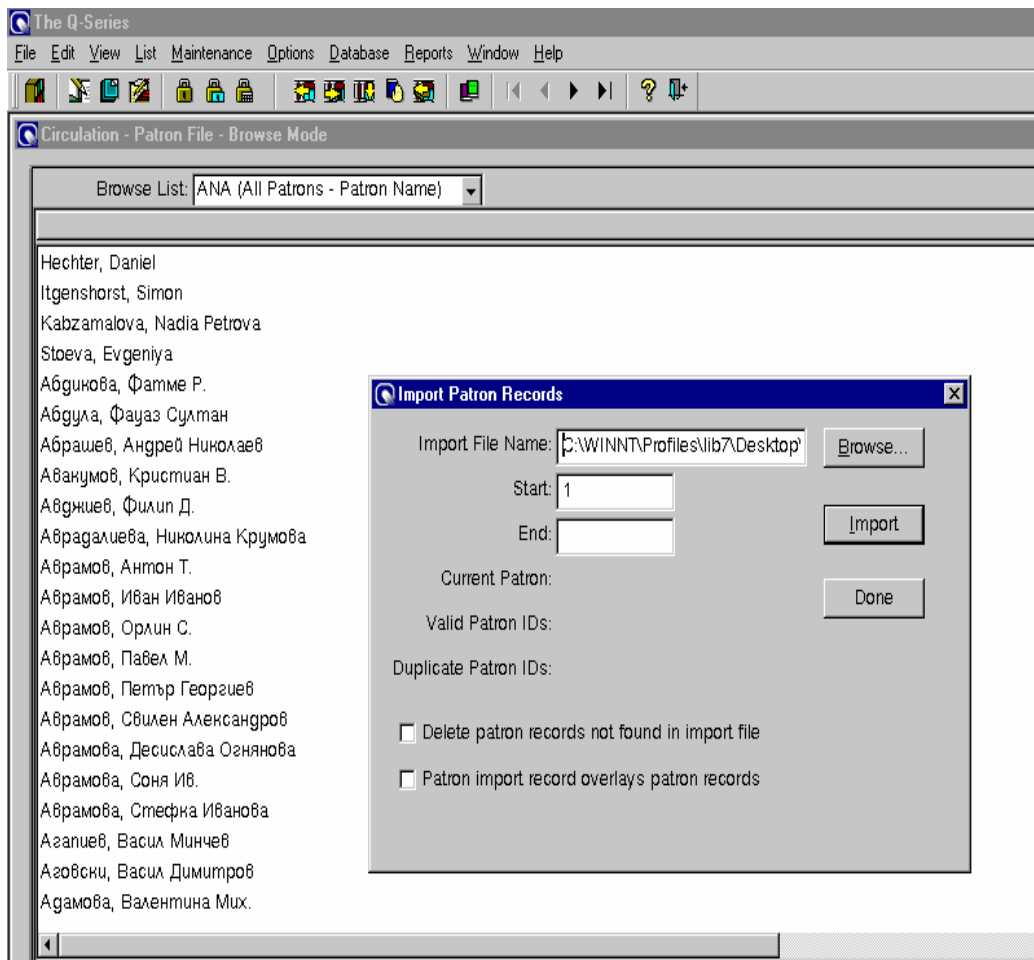 The Q-Series
File Edit View List Maintenance Options Database Reports Window Help
Circulation - Patron File - Browse Mode
Browse List: ANA (All Patrons - Patron Name)
Hechter, Daniel
Itgenshorst, Simon
Kabzamalova, Nadia Petrova
Stoeva, Evgeniya
Абдикова, Фатме Р.
Абдула, Фауаз Султан
Абрашев, Андрей Николаев
Авакумов, Кристиан В.
Авджиев, Филип Д.
Аврадалиева, Николина Крумова
Аврамов, Антон Т.
Аврамов, Иван Иванов
Аврамов, Орлин С.
Аврамов, Павел М.
Аврамов, Петър Георгиев
Аврамов, Свилен Александров
Аврамова, Десислава Огнянова
Аврамова, Соня Ив.
Аврамова, Стефка Иванова
Агапиев, Васил Минчев
Аговски, Васил Димитров
Адамова, Валентина Мих.
Import Patron Records
Import File Name: C:\WINNT\Profiles\lib7\Desktop\ Browse...
Start: 1
End: Import
Current Patron:
Done
Valid Patron IDs:
Duplicate Patron IDs:
Delete patron records not found in import file
Patron import record overlays patron records